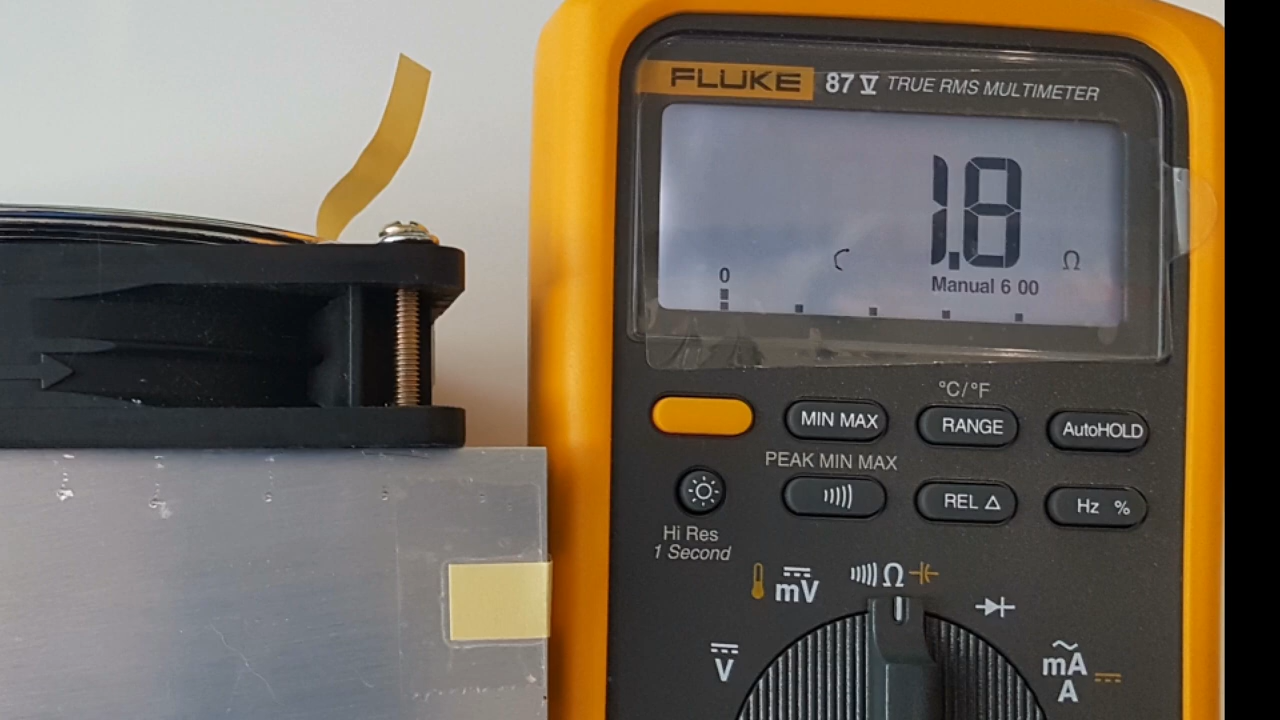 FLUKE 87 V TRUE RMS MULTIMETER
1.8 Ω
0
Manual 6 00
°C/°F
MIN MAX
RANGE
AutoHOLD
PEAK MIN MAX
REL △
Hz %
Hi Res
1 Second
mV
Ω
V
mA
A